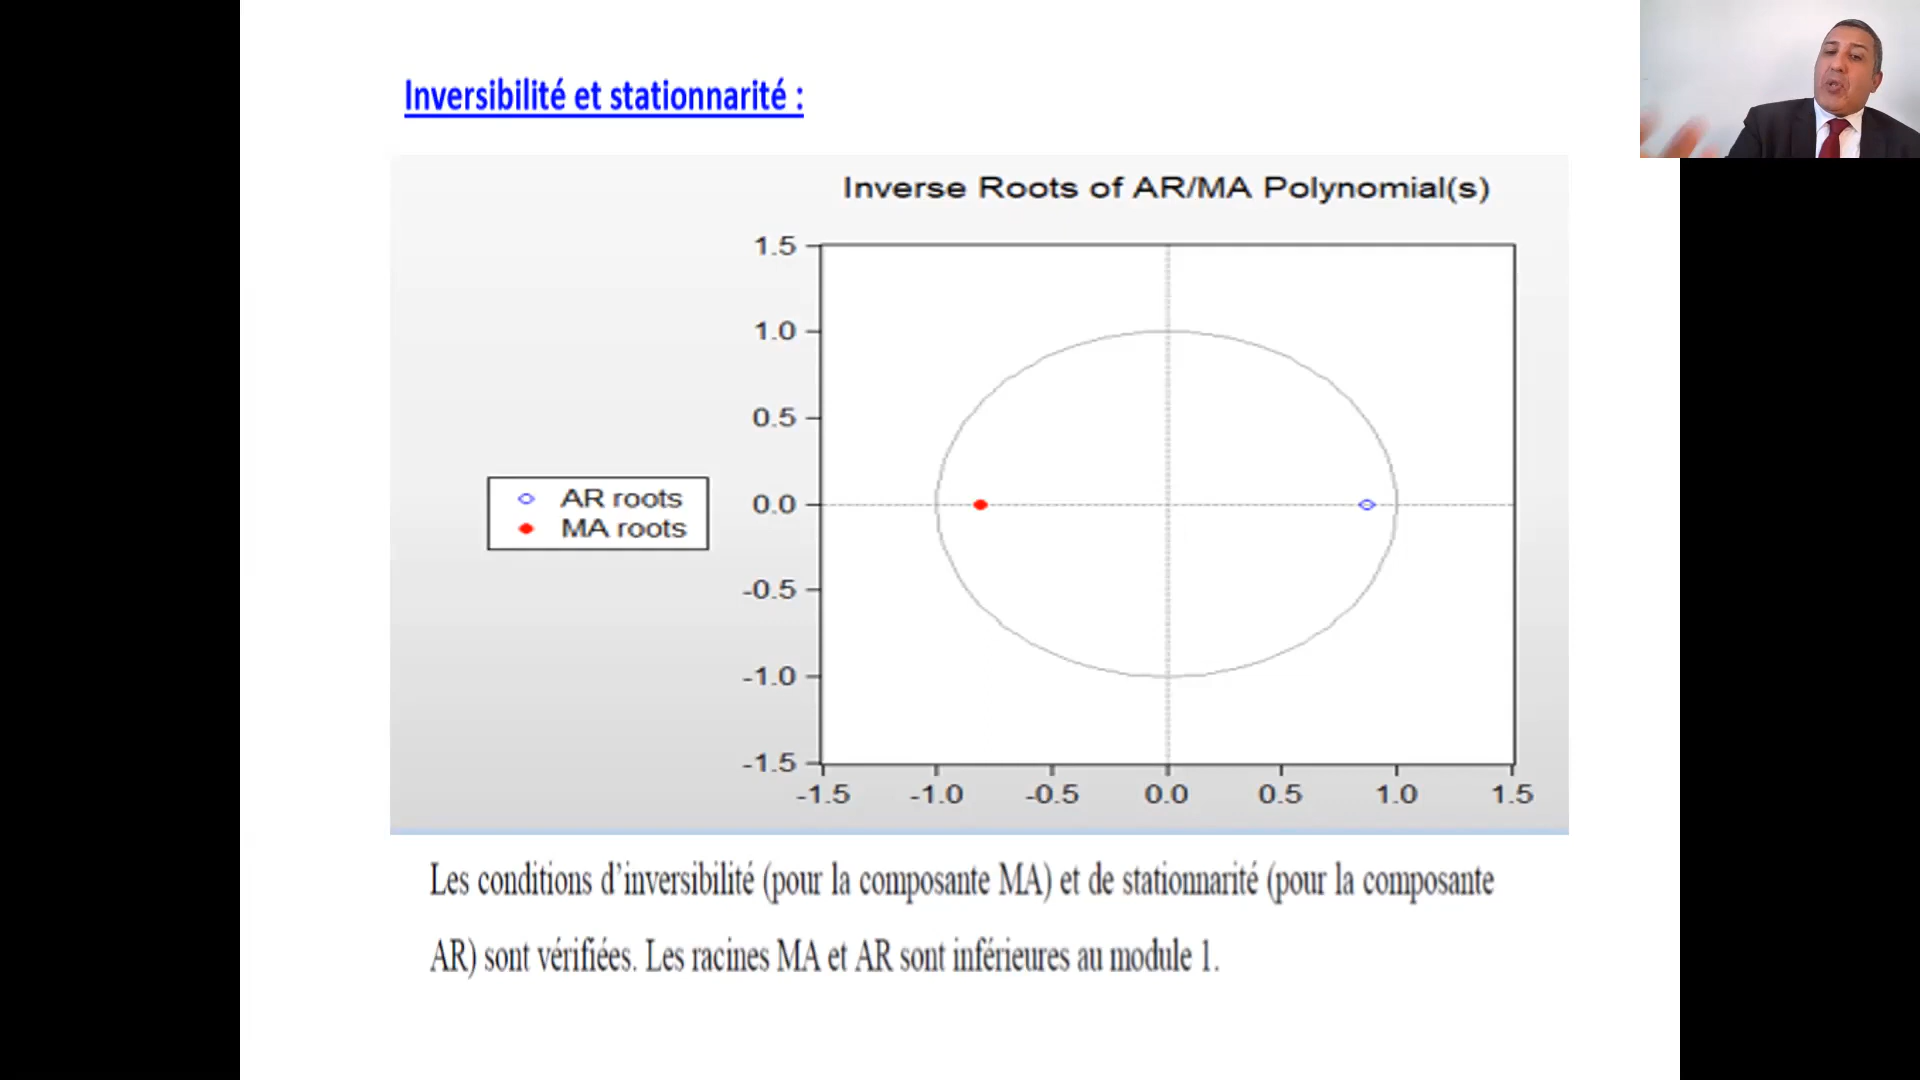 Inversibilité et stationnarité :
Inverse Roots of AR/MA Polynomial(s)
1.5
1.0
0.5
0.0
-0.5
-1.0
-1.5
AR roots
MA roots
-1.5 -1.0 -0.5 0.0 0.5 1.0 1.5
Les conditions d’inversibilité (pour la composante MA) et de stationnarité (pour la composante
AR) sont vérifiées. Les racines MA et AR sont inférieures au module 1.